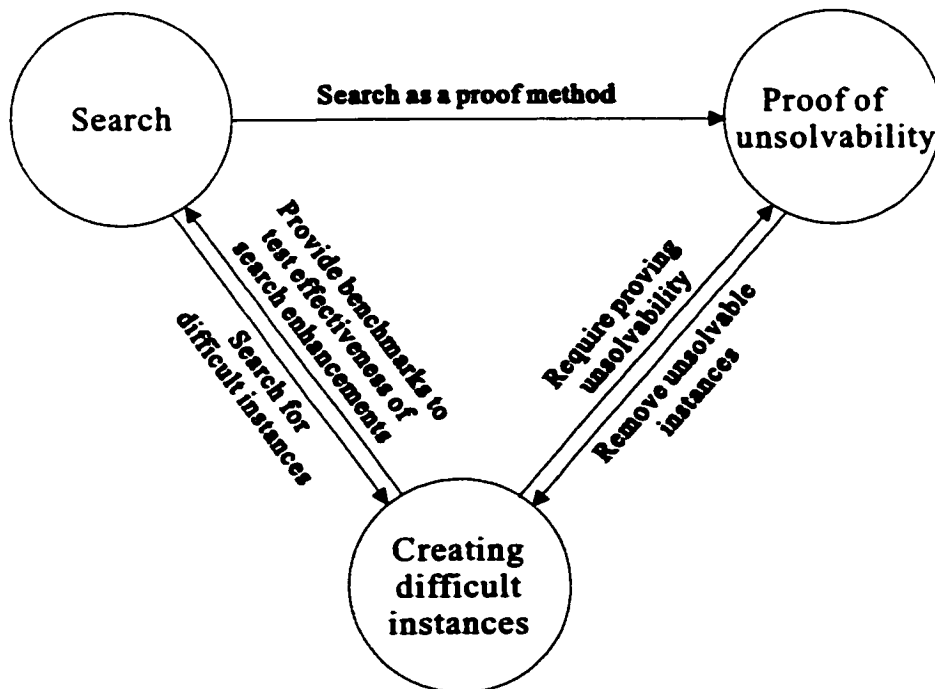 Search
Search as a proof method
Proof of
unsolvability
Provide benchmarks to
test effectiveness of
search enhancements
Search for
difficult instances
Require proving
unsolvability
Remove unsolvable
instances
Creating
difficult
instances